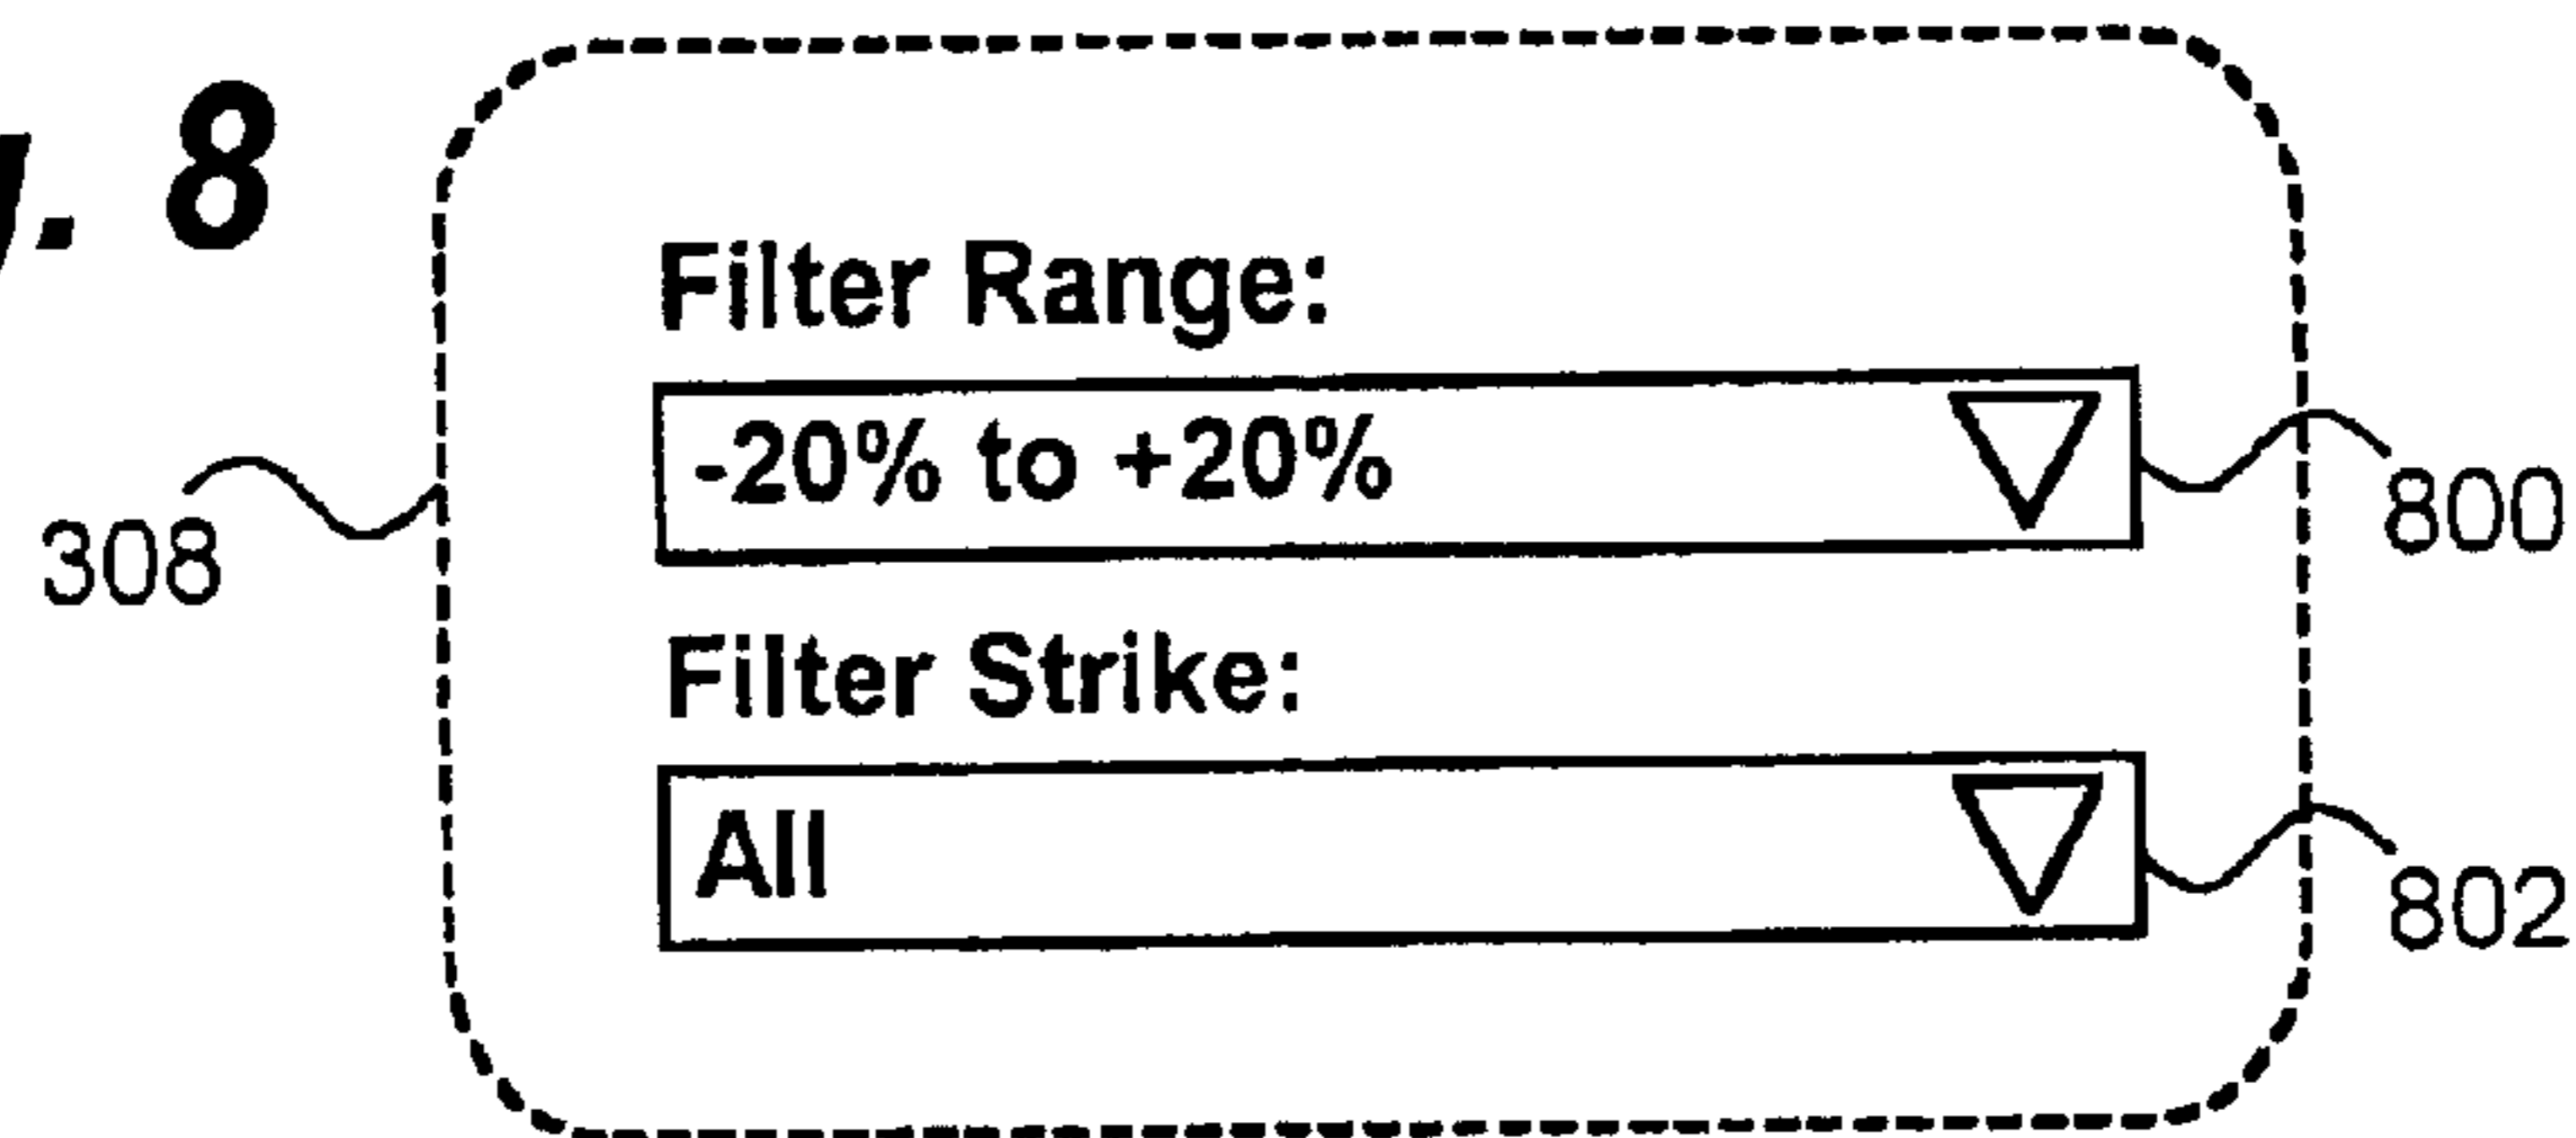 . 8
Filter Range:
-20% to +20%
800
308
Filter Strike:
All
802